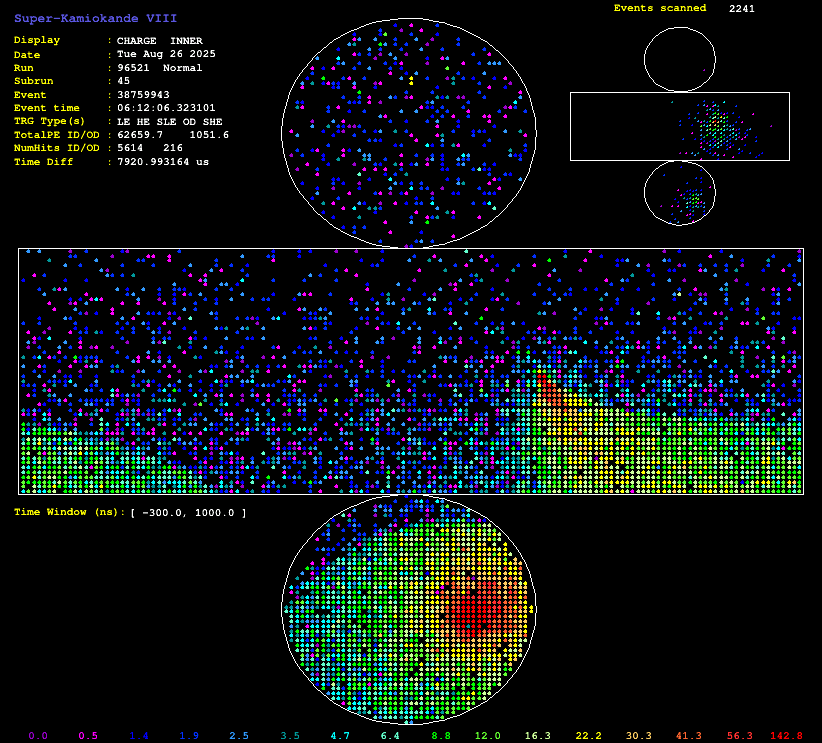 Super-Kamiokande VIII
Events scanned 2241
Display : CHARGE INNER
Date : Tue Aug 26 2025
Run : 96521 Normal
Subrun : 45
Event : 38759943
Event time : 06:12:06.323101
TRG Type(s) : LE HE SLE OD SHE
TotalPE ID/OD : 62659.7 1051.6
NumHits ID/OD : 5614 216
Time Diff : 7920.993164 us
Time Window (ns): [ -300.0, 1000.0 ]
0.0 0.5 1.4 1.9 2.5 3.5 4.7 6.4 8.8 12.0 16.3 22.2 30.3 41.3 56.3 142.8